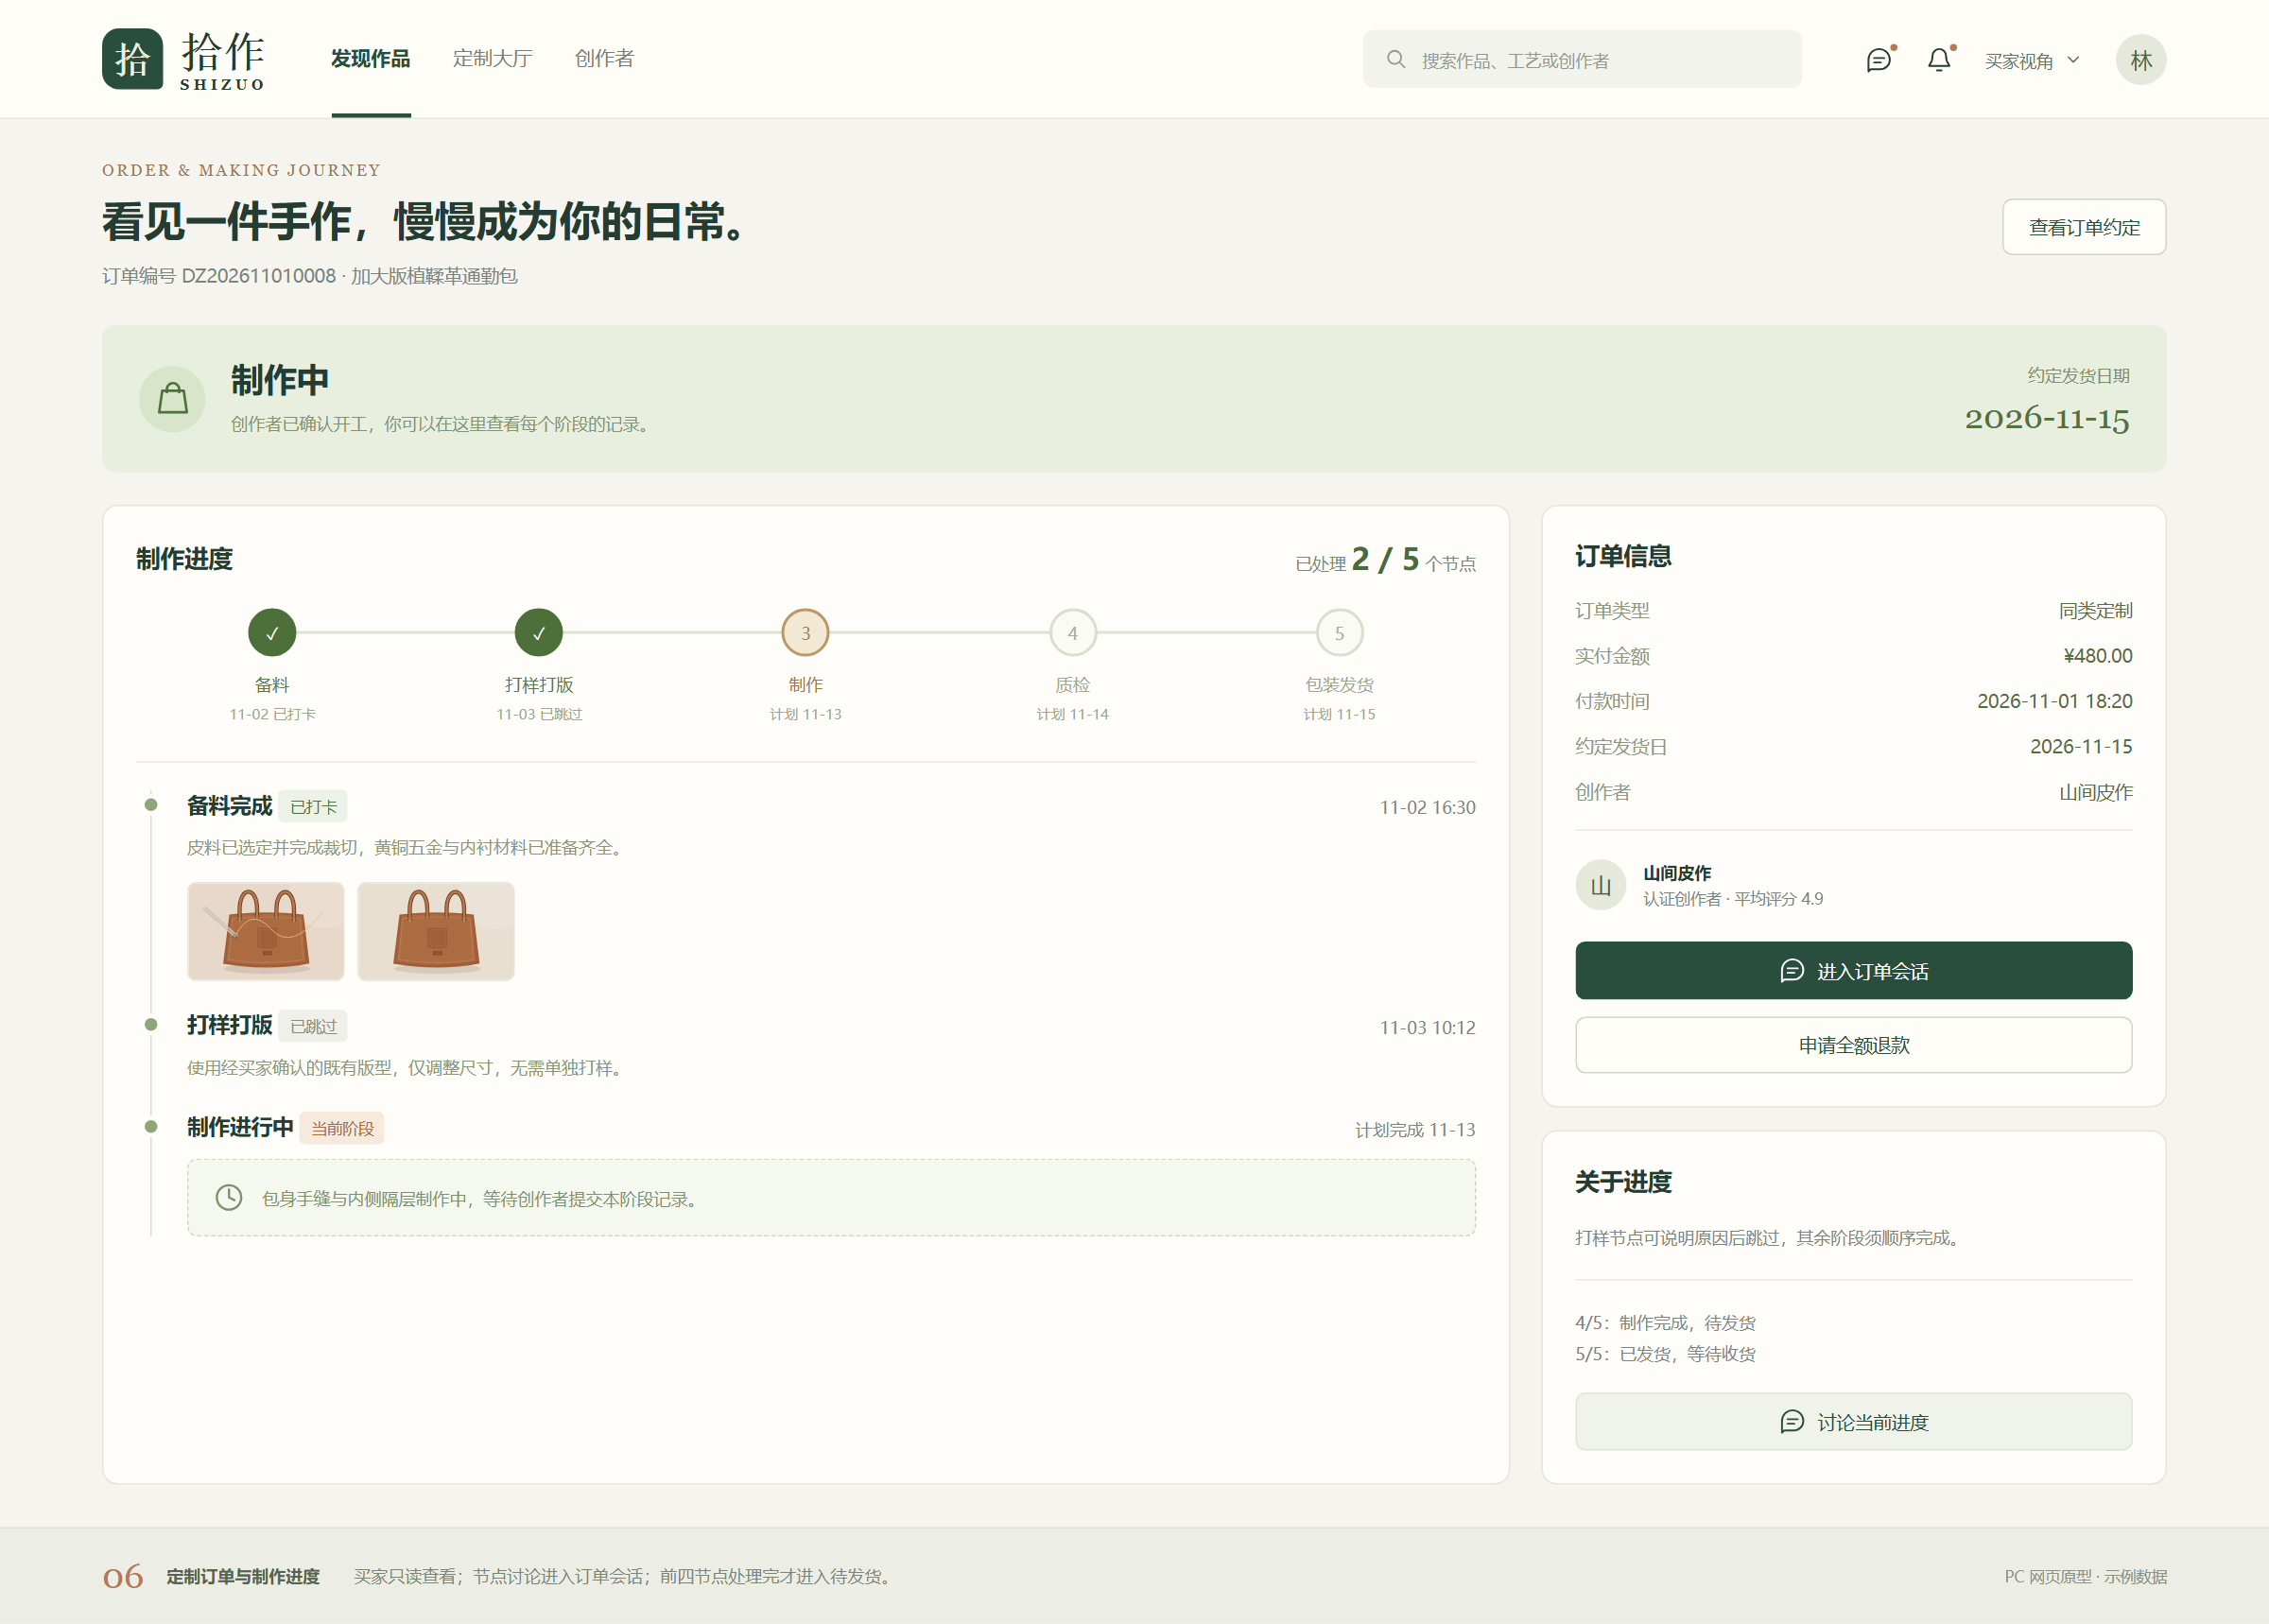 拾 拾作
SHIZUO
发现作品 定制大厅 创作者
搜索作品、工艺或创作者
买家视角
林
ORDER & MAKING JOURNEY
看见一件手作，慢慢成为你的日常。
订单编号 DZ202611010008 · 加大版植鞣革通勤包
查看订单约定
制作中
创作者已确认开工，你可以在这里查看每个阶段的记录。
约定发货日期
2026-11-15
制作进度
已处理 2 / 5 个节点
✓ ✓ 3 4 5
备料 打样打版 制作 质检 包装发货
11-02 已打卡 11-03 已跳过 计划 11-13 计划 11-14 计划 11-15
备料完成 已打卡 11-02 16:30
皮料已选定并完成裁切，黄铜五金与内衬材料已准备齐全。
打样打版 已跳过 11-03 10:12
使用经买家确认的既有版型，仅调整尺寸，无需单独打样。
制作进行中 当前阶段 计划完成 11-13
包身手缝与内侧隔层制作中，等待创作者提交本阶段记录。
订单信息
订单类型 同类定制
实付金额 ¥480.00
付款时间 2026-11-01 18:20
约定发货日 2026-11-15
创作者 山间皮作
山 山间皮作
认证创作者 · 平均评分 4.9
进入订单会话
申请全额退款
关于进度
打样节点可说明原因后跳过，其余阶段须顺序完成。
4/5：制作完成，待发货
5/5：已发货，等待收货
讨论当前进度
06 定制订单与制作进度 买家只读查看；节点讨论进入订单会话；前四节点处理完才进入待发货。
PC 网页原型 · 示例数据